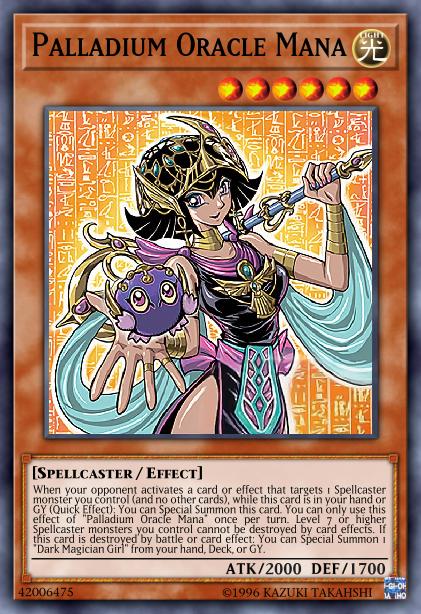 PALLADIUM ORACLE MANA
LIGHT
光
[SPELLCASTER / EFFECT]
When your opponent activates a card or effect that targets 1 Spellcaster
monster you control (and no other cards), while this card is in your hand or
GY (Quick Effect): You can Special Summon this card. You can only use this
effect of "Palladium Oracle Mana" once per turn. Level 7 or higher
Spellcaster monsters you control cannot be destroyed by card effects. If
this card is destroyed by battle or card effect: You can Special Summon 1
"Dark Magician Girl" from your hand, Deck, or GY.
ATK/2000 DEF/1700
42006475
©1996 KAZUKI TAKAHSHI